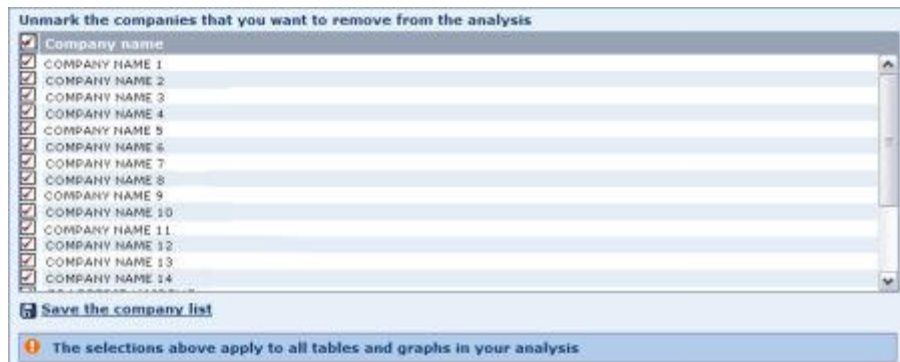 Unmark the companies that you want to remove from the analysis
Company name
COMPANY NAME 1
COMPANY NAME 2
COMPANY NAME 3
COMPANY NAME 4
COMPANY NAME 5
COMPANY NAME 6
COMPANY NAME 7
COMPANY NAME 8
COMPANY NAME 9
COMPANY NAME 10
COMPANY NAME 11
COMPANY NAME 12
COMPANY NAME 13
COMPANY NAME 14
Save the company list
The selections above apply to all tables and graphs in your analysis